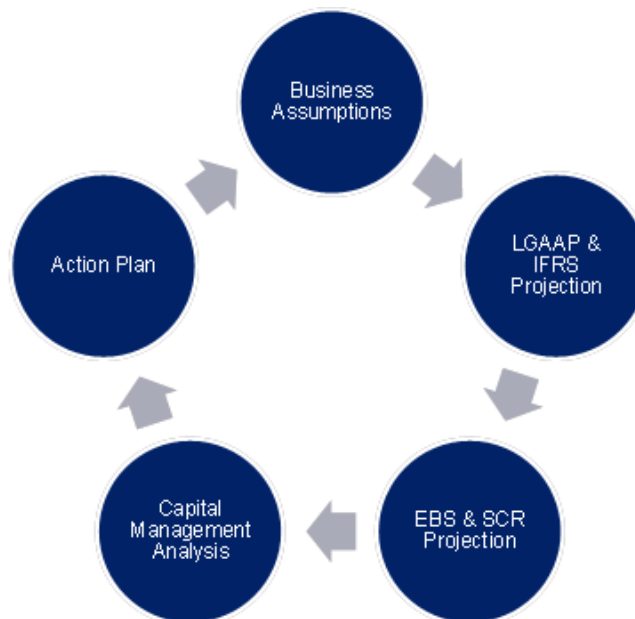 Business
Assumptions
LGAAP &
IFRS
Projection
EBS & SCR
Projection
Capital
Management
Analysis
Action Plan